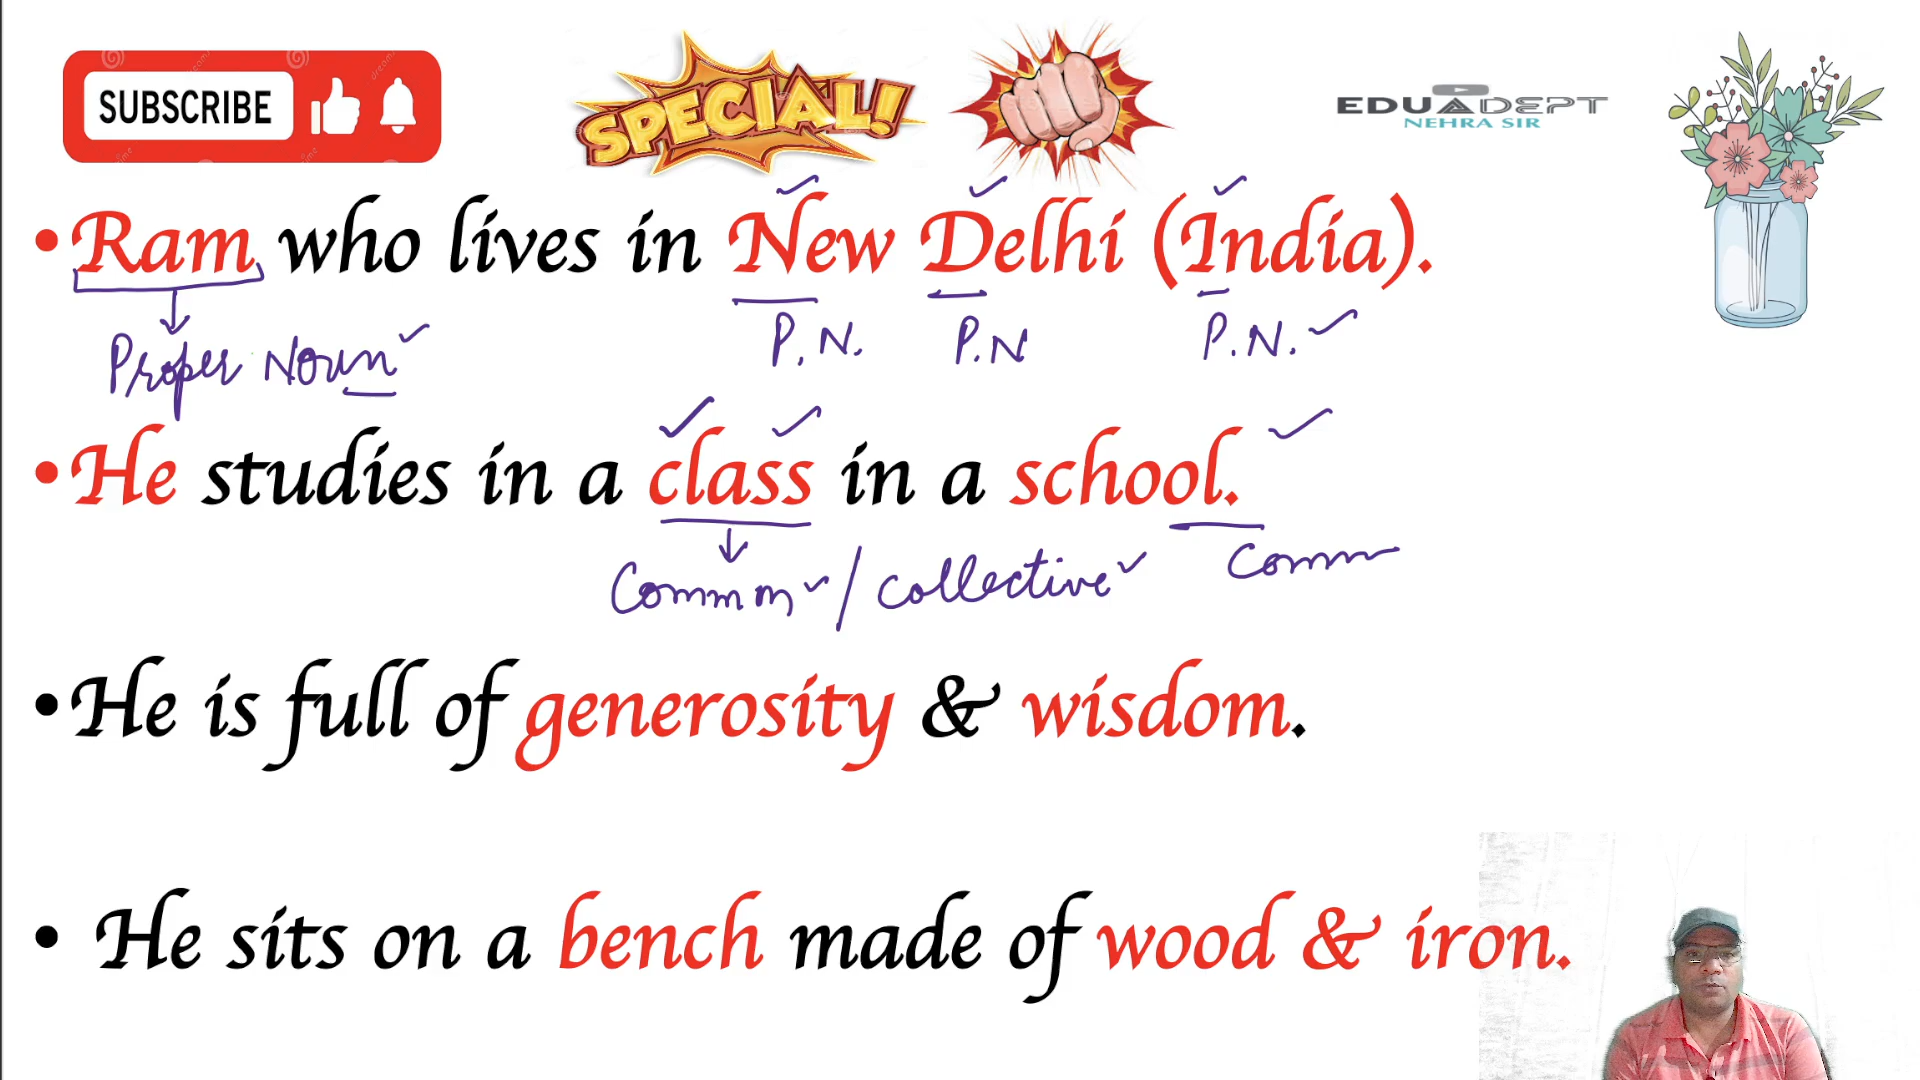 SUBSCRIBE
SPECIAL!
EDUADEPT
NEHRA SIR
•Ram who lives in New Delhi (India).
Proper Noun P.N. P.N P.N.
•He studies in a class in a school.
Common / Collective Comm
•He is full of generosity & wisdom.
• He sits on a bench made of wood & iron.